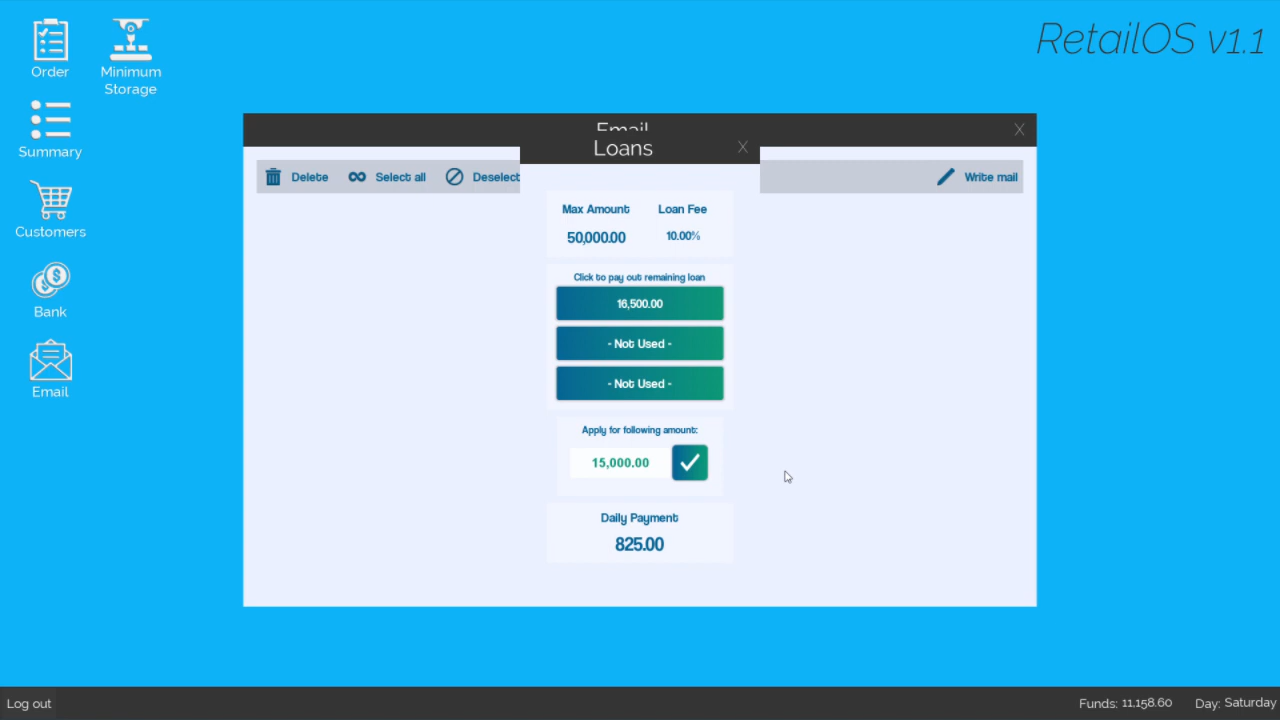 RetailOS v1.1
Order
Minimum
Storage
Summary
Customers
Bank
Email
Email
X
Loans
X
Delete
Select all
Deselect
Write mail
Max Amount
Loan Fee
50,000.00
10.00%
Click to pay out remaining loan
16,500.00
- Not Used -
- Not Used -
Apply for following amount:
15,000.00
Daily Payment
825.00
Log out
Funds: 11,158.60
Day: Saturday